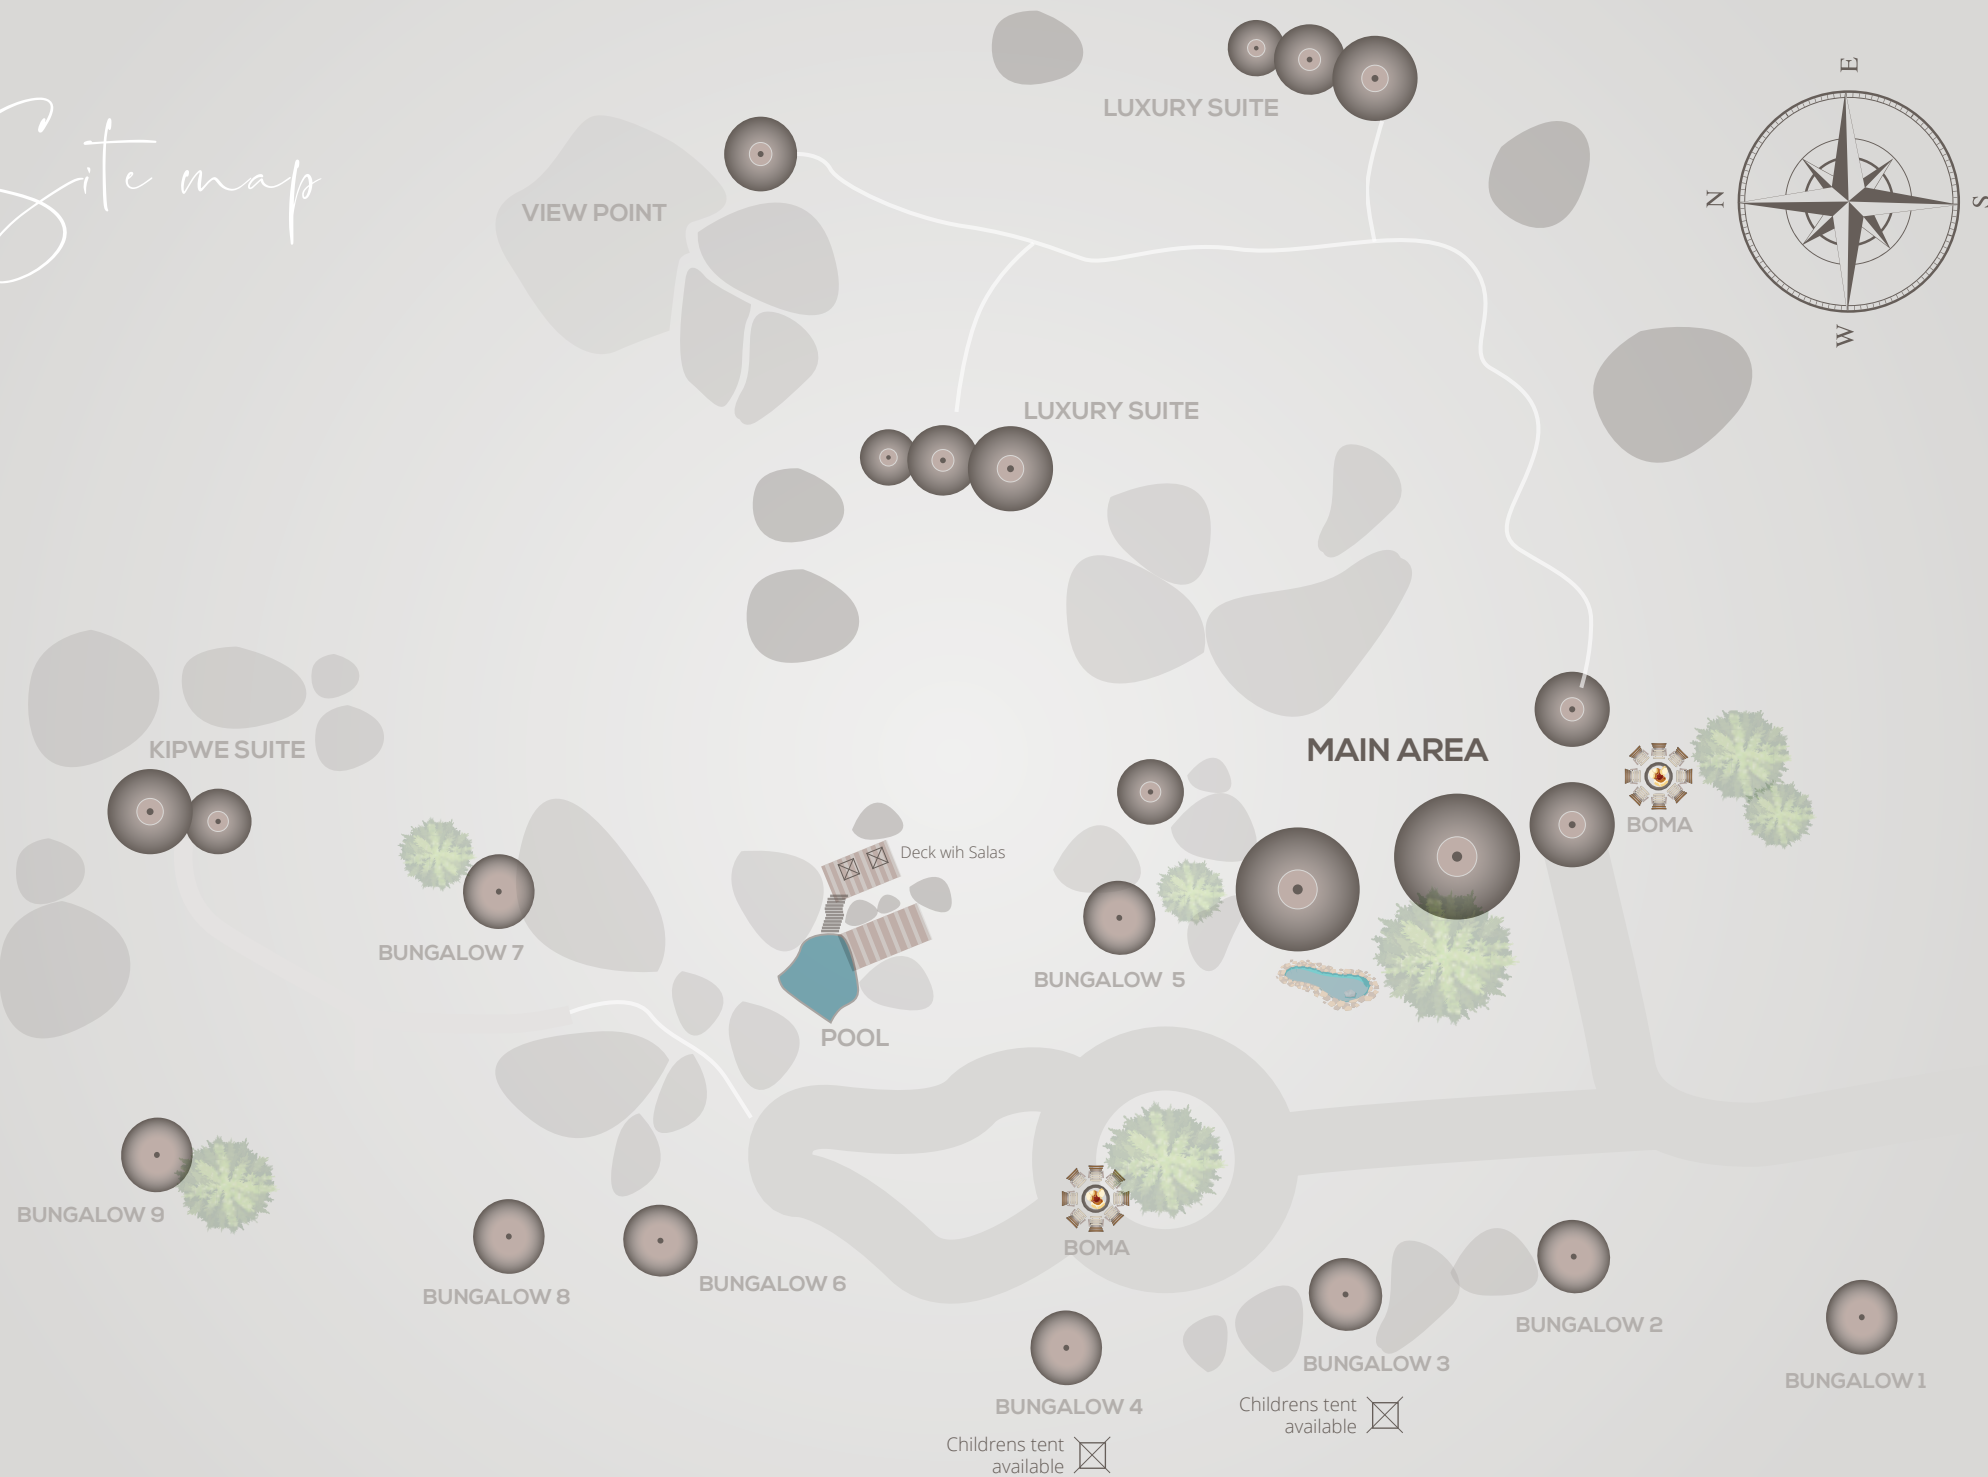 Site map
E
N
S
W
LUXURY SUITE
VIEW POINT
LUXURY SUITE
KIPWE SUITE
MAIN AREA
BOMA
Deck wih Salas
BUNGALOW 7
BUNGALOW 5
POOL
BUNGALOW 9
BOMA
BUNGALOW 8
BUNGALOW 6
BUNGALOW 2
BUNGALOW 3
BUNGALOW 1
BUNGALOW 4
Childrens tent
available
Childrens tent
available